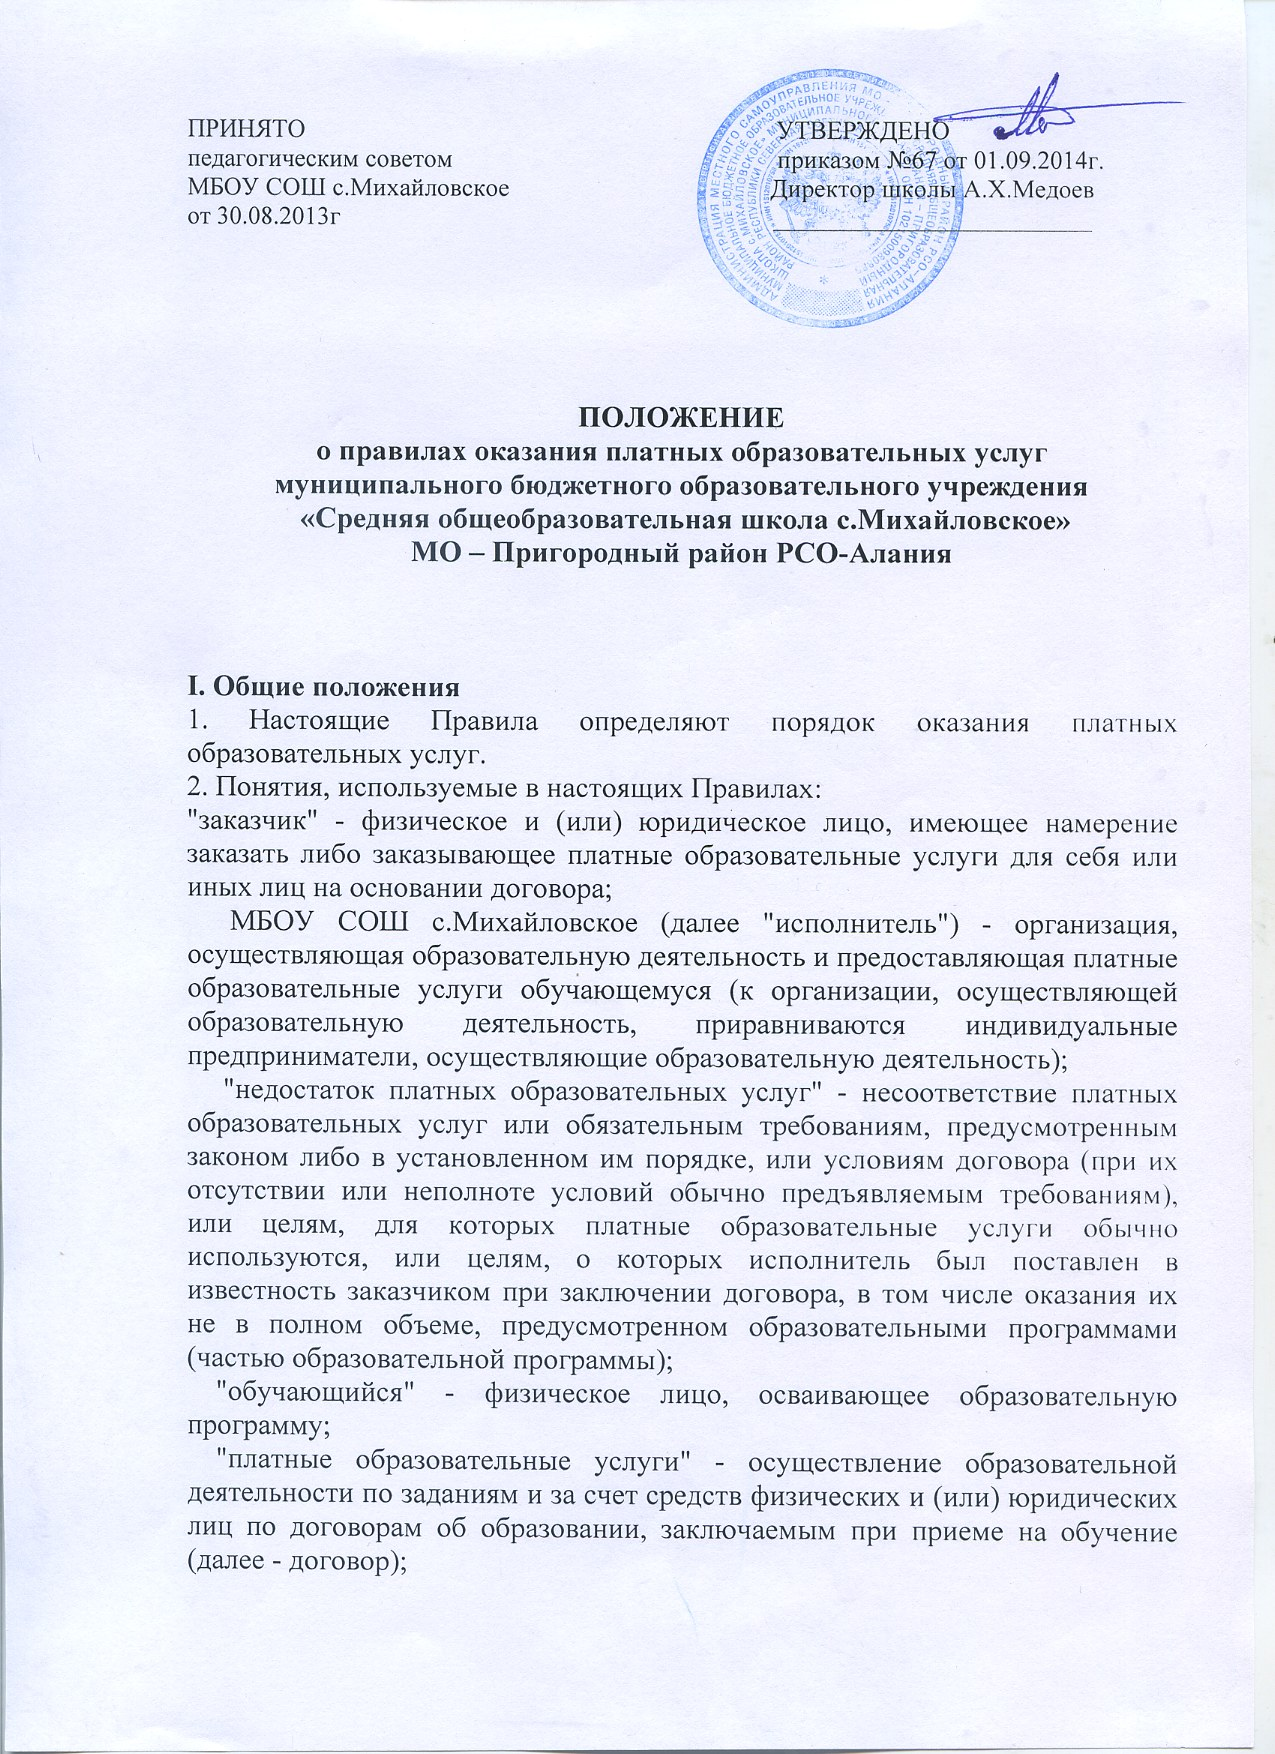 ПРИНЯТО
педагогическим советом
МБОУ СОШ с.Михайловское
от 30.08.2013г
УТВЕРЖДЕНО
приказом №67 от 01.09.2014г.
Директор школы А.Х.Медоев
ПОЛОЖЕНИЕ
о правилах оказания платных образовательных услуг
муниципального бюджетного образовательного учреждения
«Средняя общеобразовательная школа с.Михайловское»
МО – Пригородный район РСО-Алания
I. Общие положения
1. Настоящие Правила определяют порядок оказания платных
образовательных услуг.
2. Понятия, используемые в настоящих Правилах:
"заказчик" - физическое и (или) юридическое лицо, имеющее намерение
заказать либо заказывающее платные образовательные услуги для себя или
иных лиц на основании договора;
МБОУ СОШ с.Михайловское (далее "исполнитель") - организация,
осуществляющая образовательную деятельность и предоставляющая платные
образовательные услуги обучающемуся (к организации, осуществляющей
образовательную деятельность, приравниваются индивидуальные
предприниматели, осуществляющие образовательную деятельность);
"недостаток платных образовательных услуг" - несоответствие платных
образовательных услуг или обязательным требованиям, предусмотренным
законом либо в установленном им порядке, или условиям договора (при их
отсутствии или неполноте условий обычно предъявляемым требованиям),
или целям, для которых платные образовательные услуги обычно
используются, или целям, о которых исполнитель был поставлен в
известность заказчиком при заключении договора, в том числе оказания их
не в полном объеме, предусмотренном образовательными программами
(частью образовательной программы);
"обучающийся" - физическое лицо, осваивающее образовательную
программу;
"платные образовательные услуги" - осуществление образовательной
деятельности по заданиям и за счет средств физических и (или) юридических
лиц по договорам об образовании, заключаемым при приеме на обучение
(далее - договор);